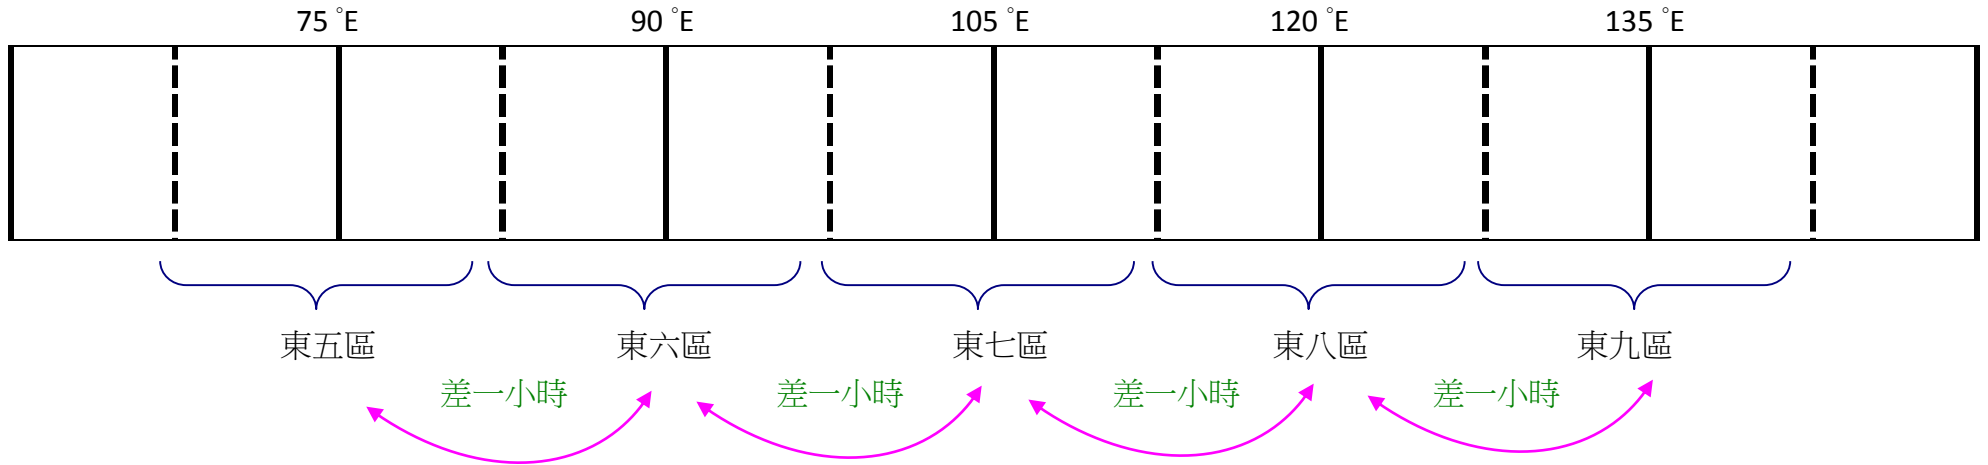 75 °E 90 °E 105 °E 120 °E 135 °E
東五區 東六區 東七區 東八區 東九區
差一小時 差一小時 差一小時 差一小時